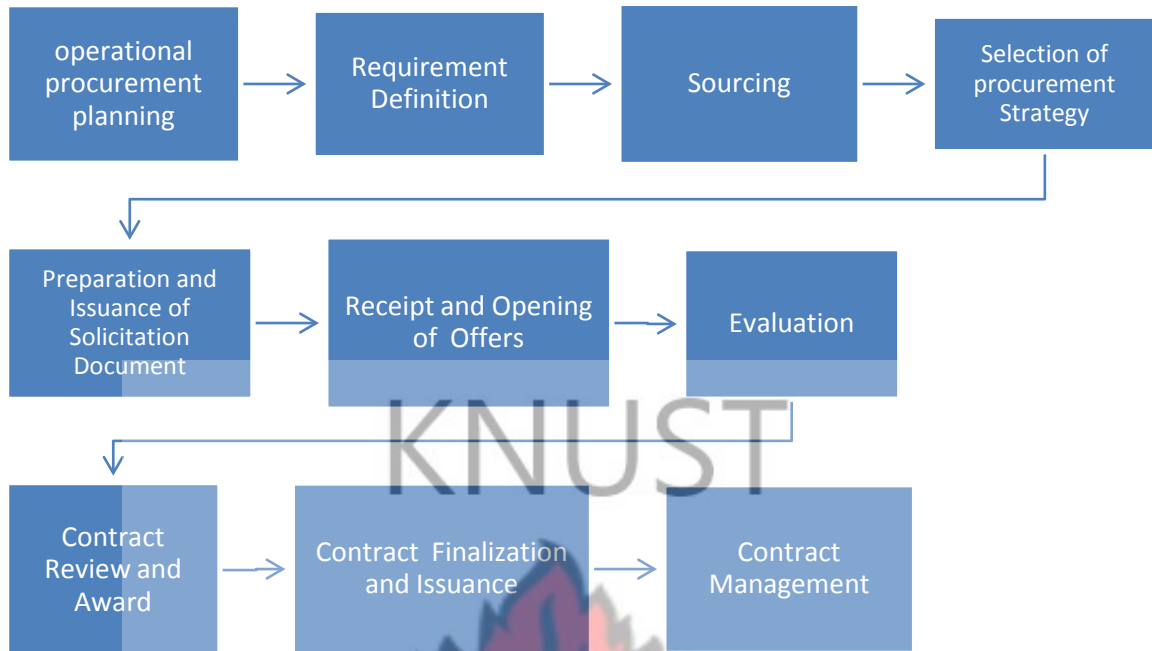 operational
procurement
planning
Requirement
Definition
Sourcing
Selection of
procurement
Strategy
Preparation and
Issuance of
Solicitation
Document
Receipt and Opening
of Offers
Evaluation
KNUST
Contract
Review and
Award
Contract Finalization
and Issuance
Contract
Management